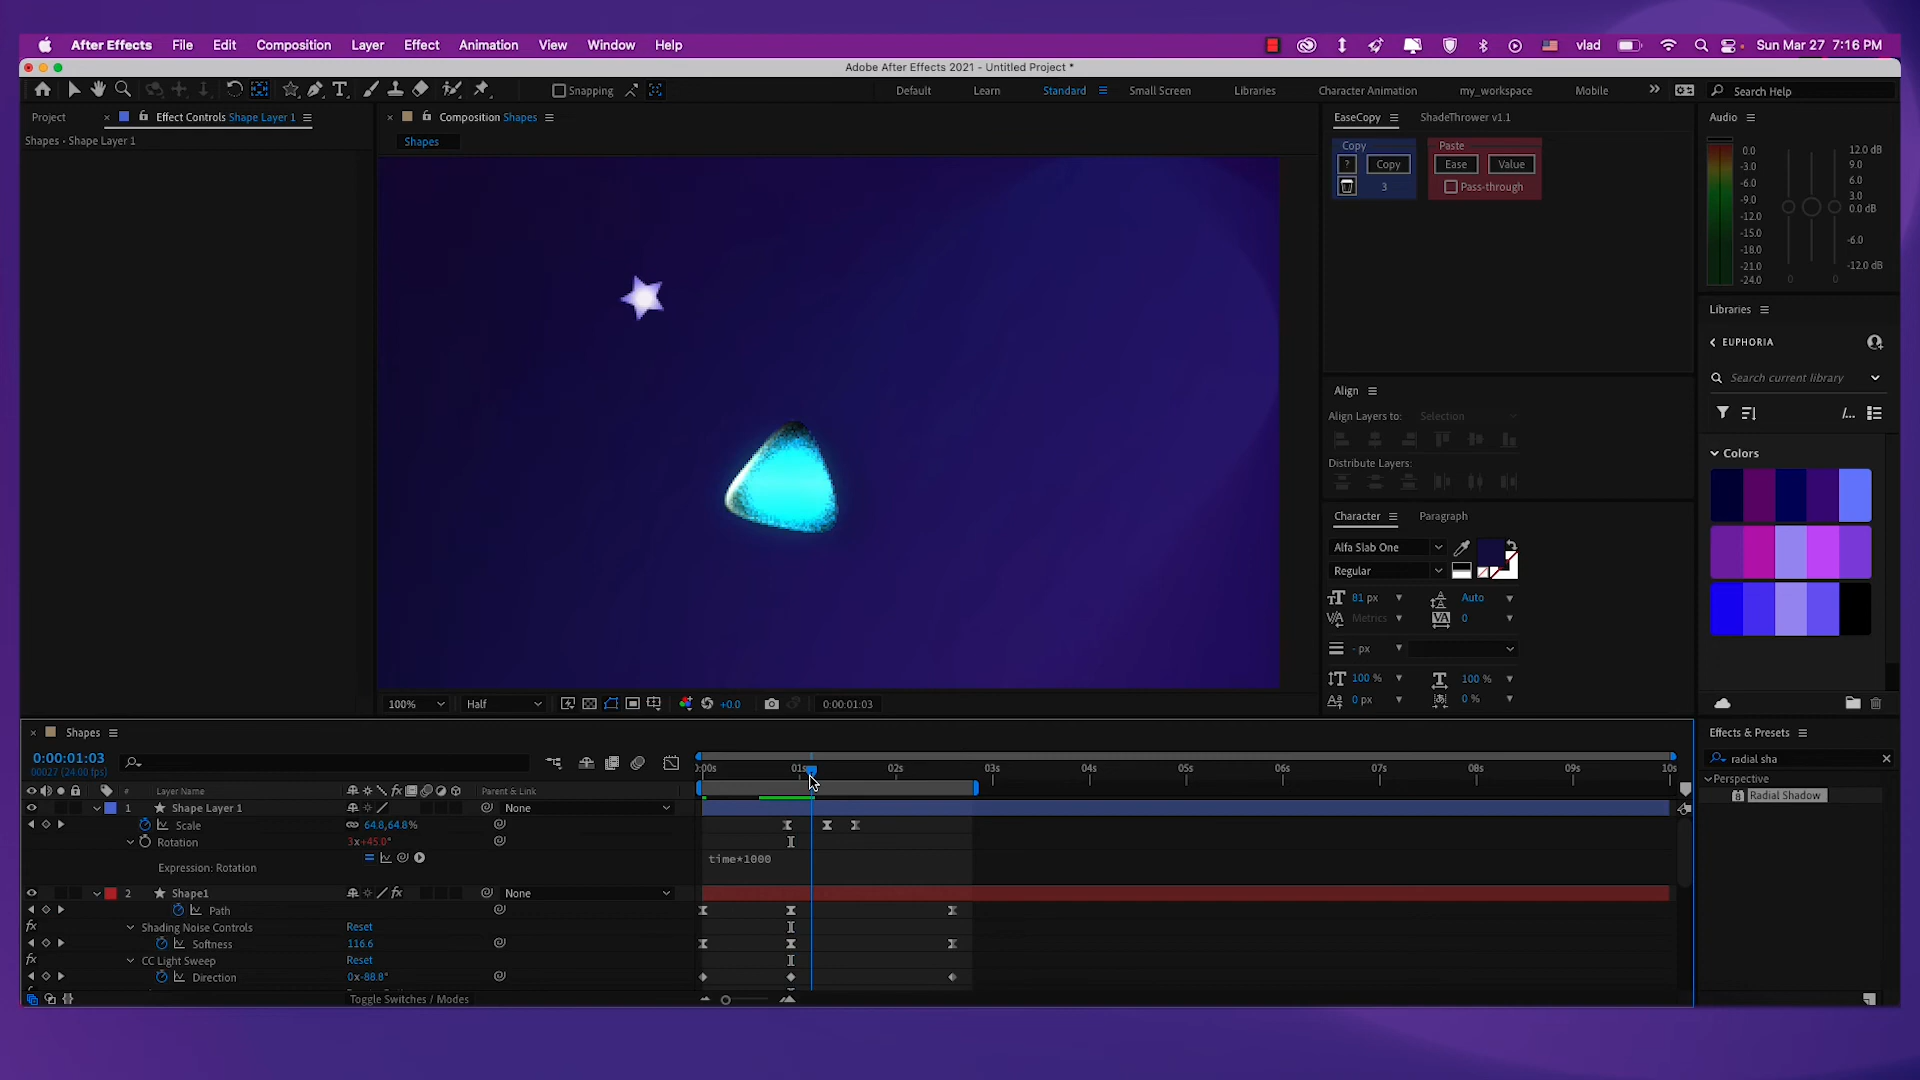 After Effects File Edit Composition Layer Effect Animation View Window Help vlad Sun Mar 27 7:16 PM
Adobe After Effects 2021 - Untitled Project *
Snapping Default Learn Standard Small Screen Libraries Character Animation my_workspace Mobile Search Help
Project Effect Controls Shape Layer 1 Composition Shapes EaseCopy ShadeThrower v1.1 Audio
Shapes • Shape Layer 1
Shapes
Copy Paste
? Copy Ease Value
3 Pass-through
0.0
-3.0
-6.0
-9.0
-12.0
-15.0
-18.0
-21.0
-24.0
12.0 dB
9.0
6.0
3.0
0.0 dB
-6.0
-12.0 dB
0 0
Libraries
EUPHORIA
Search current library
Colors
Align
Align Layers to: Selection
Distribute Layers:
Character Paragraph
Alfa Slab One
Regular
81 px Auto
Metrics 0
- px
100 % 100 %
0 px 0 %
100% Half +0.0 0:00:01:03
Shapes
0:00:01:03
00027 (24.00 fps)
:00s 01s 02s 03s 04s 05s 06s 07s 08s 09s 10s
# Layer Name Parent & Link
1 Shape Layer 1 None
Scale 64.8,64.8%
Rotation 3x+45.0°
Expression: Rotation time*1000
2 Shape1 None
Path
Shading Noise Controls Reset
Softness 116.6
CC Light Sweep Reset
Direction 0x-88.8°
Toggle Switches / Modes
Effects & Presets
radial sha
Perspective
Radial Shadow